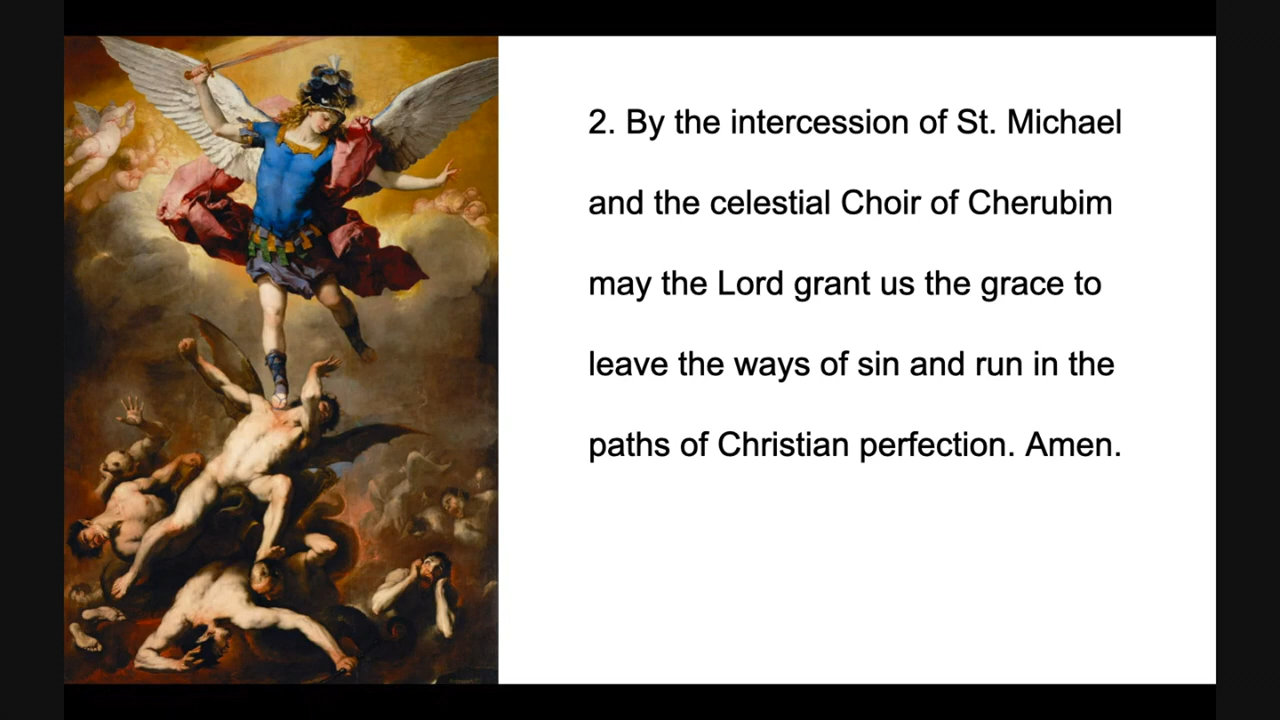 2. By the intercession of St. Michael
and the celestial Choir of Cherubim
may the Lord grant us the grace to
leave the ways of sin and run in the
paths of Christian perfection. Amen.